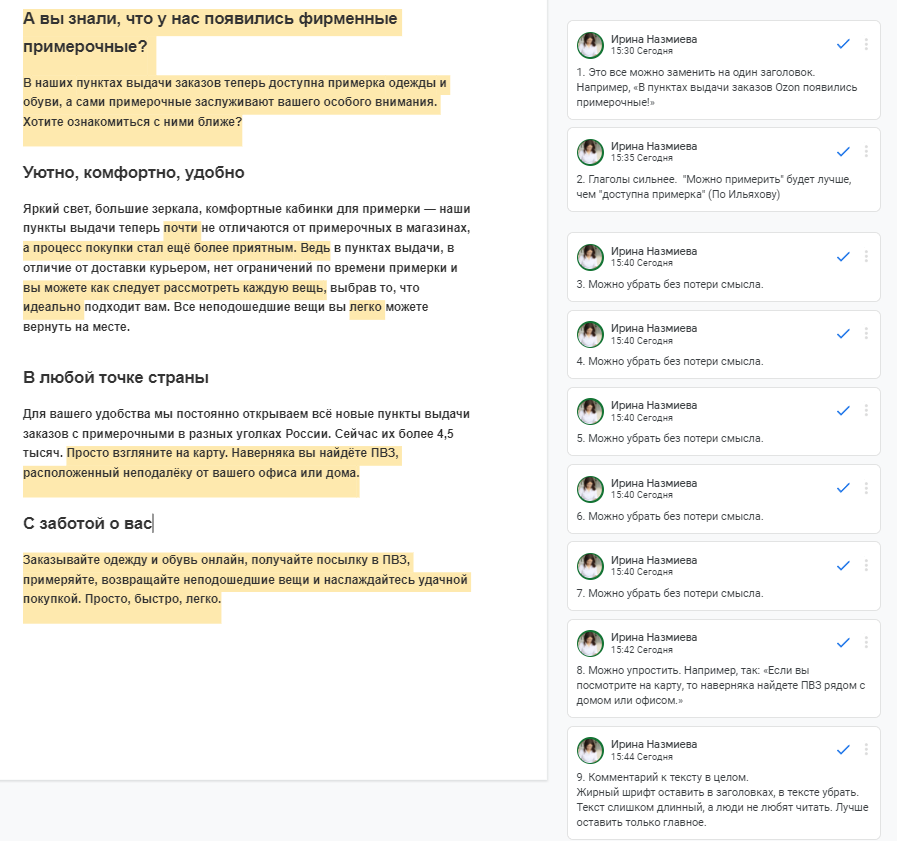 А вы знали, что у нас появились фирменные
примерочные?
В наших пунктах выдачи заказов теперь доступна примерка одежды и
обуви, а сами примерочные заслуживают вашего особого внимания.
Хотите ознакомиться с ними ближе?
Уютно, комфортно, удобно
Яркий свет, большие зеркала, комфортные кабинки для примерки — наши
пункты выдачи теперь почти не отличаются от примерочных в магазинах,
а процесс покупки стал ещё более приятным. Ведь в пунктах выдачи, в
отличие от доставки курьером, нет ограничений по времени примерки и
вы можете как следует рассмотреть каждую вещь, выбрав то, что
идеально подходит вам. Все неподошедшие вещи вы легко можете
вернуть на месте.
В любой точке страны
Для вашего удобства мы постоянно открываем всё новые пункты выдачи
заказов с примерочными в разных уголках России. Сейчас их более 4,5
тысяч. Просто взгляните на карту. Наверняка вы найдёте ПВЗ,
расположенный неподалёку от вашего офиса или дома.
С заботой о вас
Заказывайте одежду и обувь онлайн, получайте посылку в ПВЗ,
примеряйте, возвращайте неподошедшие вещи и наслаждайтесь удачной
покупкой. Просто, быстро, легко.
Ирина Назмиева
15:30 Сегодня
1. Это все можно заменить на один заголовок.
Например, «В пунктах выдачи заказов Ozon появились
примерочные!»
Ирина Назмиева
15:35 Сегодня
2. Глаголы сильнее. "Можно примерить" будет лучше,
чем "доступна примерка" (По Ильяхову)
Ирина Назмиева
15:40 Сегодня
3. Можно убрать без потери смысла.
Ирина Назмиева
15:40 Сегодня
4. Можно убрать без потери смысла.
Ирина Назмиева
15:40 Сегодня
5. Можно убрать без потери смысла.
Ирина Назмиева
15:40 Сегодня
6. Можно убрать без потери смысла.
Ирина Назмиева
15:40 Сегодня
7. Можно убрать без потери смысла.
Ирина Назмиева
15:42 Сегодня
8. Можно упростить. Например, так: «Если вы
посмотрите на карту, то наверняка найдете ПВЗ рядом с
домом или офисом.»
Ирина Назмиева
15:44 Сегодня
9. Комментарий к тексту в целом.
Жирный шрифт оставить в заголовках, в тексте убрать.
Текст слишком длинный, а люди не любят читать. Лучше
оставить только главное.